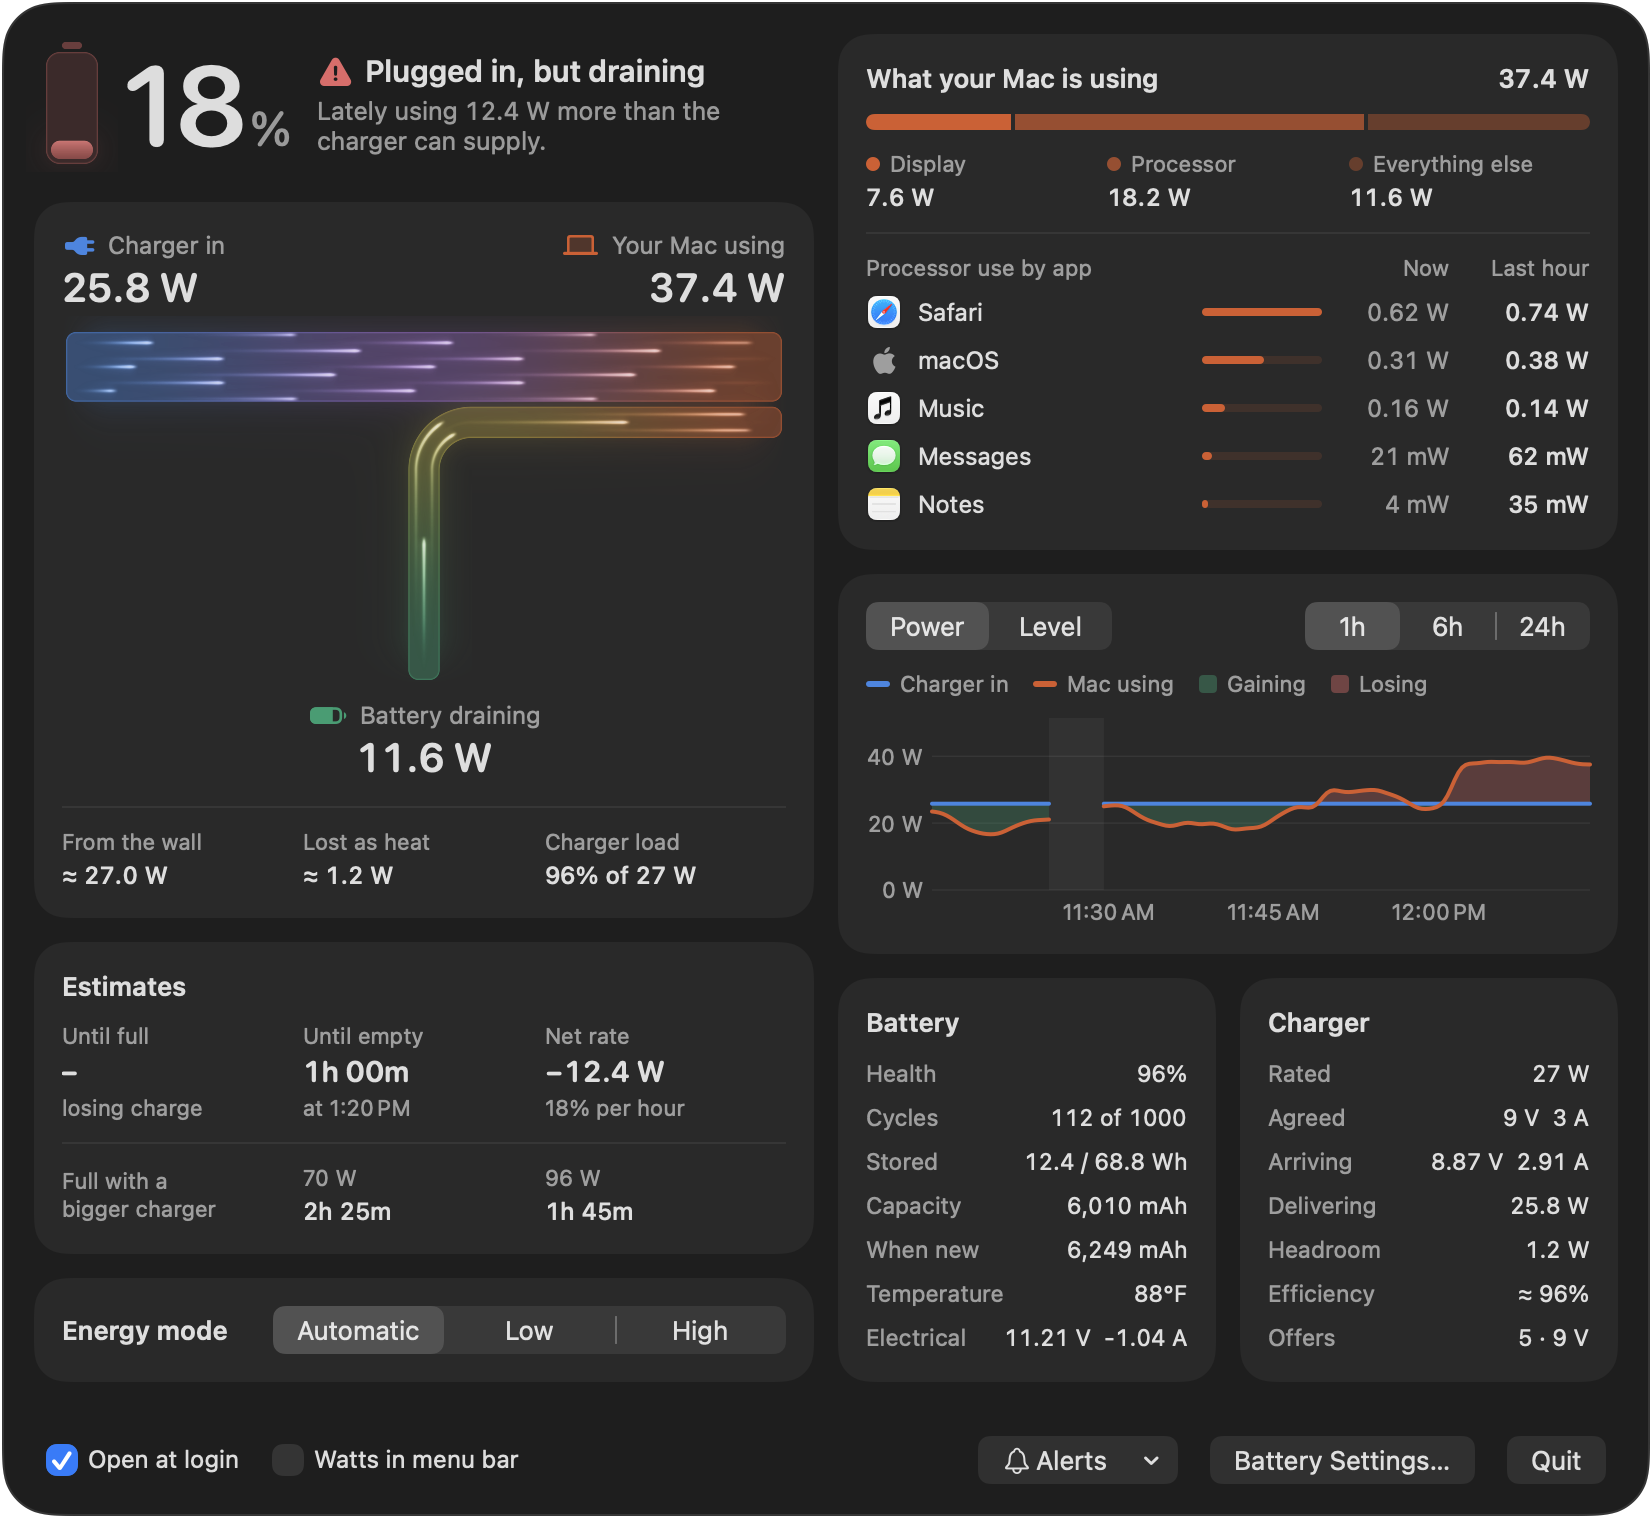 18%
Plugged in, but draining
Lately using 12.4 W more than the
charger can supply.
Charger in
25.8 W
Your Mac using
37.4 W
Battery draining
11.6 W
From the wall
≈ 27.0 W
Lost as heat
≈ 1.2 W
Charger load
96% of 27 W
Estimates
Until full
–
losing charge
Until empty
1h 00m
at 1:20 PM
Net rate
−12.4 W
18% per hour
Full with a
bigger charger
70 W
2h 25m
96 W
1h 45m
Energy mode
Automatic
Low
High
What your Mac is using
37.4 W
Display
7.6 W
Processor
18.2 W
Everything else
11.6 W
Processor use by app Now Last hour
Safari 0.62 W 0.74 W
macOS 0.31 W 0.38 W
Music 0.16 W 0.14 W
Messages 21 mW 62 mW
Notes 4 mW 35 mW
Power Level
1h 6h 24h
Charger in Mac using Gaining Losing
40 W
20 W
0 W
11:30 AM 11:45 AM 12:00 PM
Battery
Health 96%
Cycles 112 of 1000
Stored 12.4 / 68.8 Wh
Capacity 6,010 mAh
When new 6,249 mAh
Temperature 88°F
Electrical 11.21 V -1.04 A
Charger
Rated 27 W
Agreed 9 V 3 A
Arriving 8.87 V 2.91 A
Delivering 25.8 W
Headroom 1.2 W
Efficiency ≈ 96%
Offers 5 · 9 V
Open at login
Watts in menu bar
Alerts
Battery Settings...
Quit